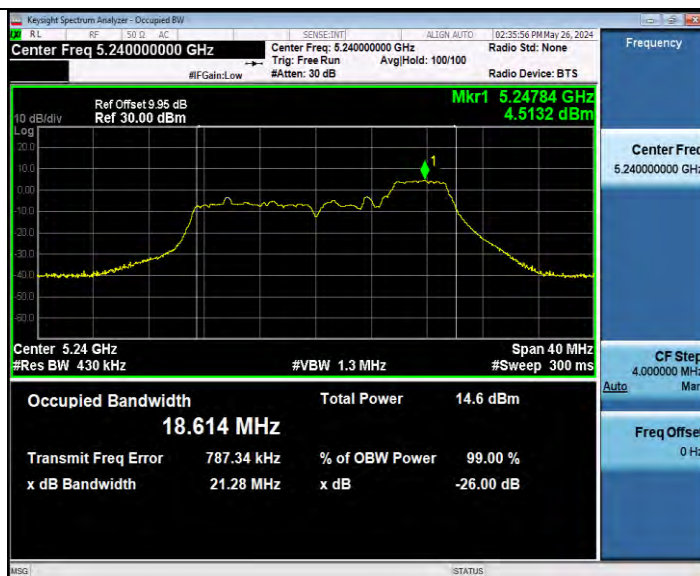 Keysight Spectrum Analyzer - Occupied BW
RL RF 50 Ω AC SENSE:INT ALIGN AUTO 02:35:56 PM May 26, 2024
Center Freq 5.240000000 GHz
Center Freq: 5.240000000 GHz Radio Std: None
Trig: Free Run Avg|Hold: 100/100
#IFGain:Low #Atten: 30 dB Radio Device: BTS
Frequency
Mkr1 5.24784 GHz
4.5132 dBm
Ref Offset 9.95 dB
10 dB/div Ref 30.00 dBm
Log
20.0
10.0
0.00
-10.0
-20.0
-30.0
-40.0
-50.0
-60.0
1
Center 5.24 GHz Span 40 MHz
#Res BW 430 kHz #VBW 1.3 MHz #Sweep 300 ms
Occupied Bandwidth Total Power 14.6 dBm
18.614 MHz
Transmit Freq Error 787.34 kHz % of OBW Power 99.00 %
x dB Bandwidth 21.28 MHz x dB -26.00 dB
Center Freq
5.240000000 GHz
CF Step
4.000000 MHz
Auto Man
Freq Offset
0 Hz
MSG STATUS